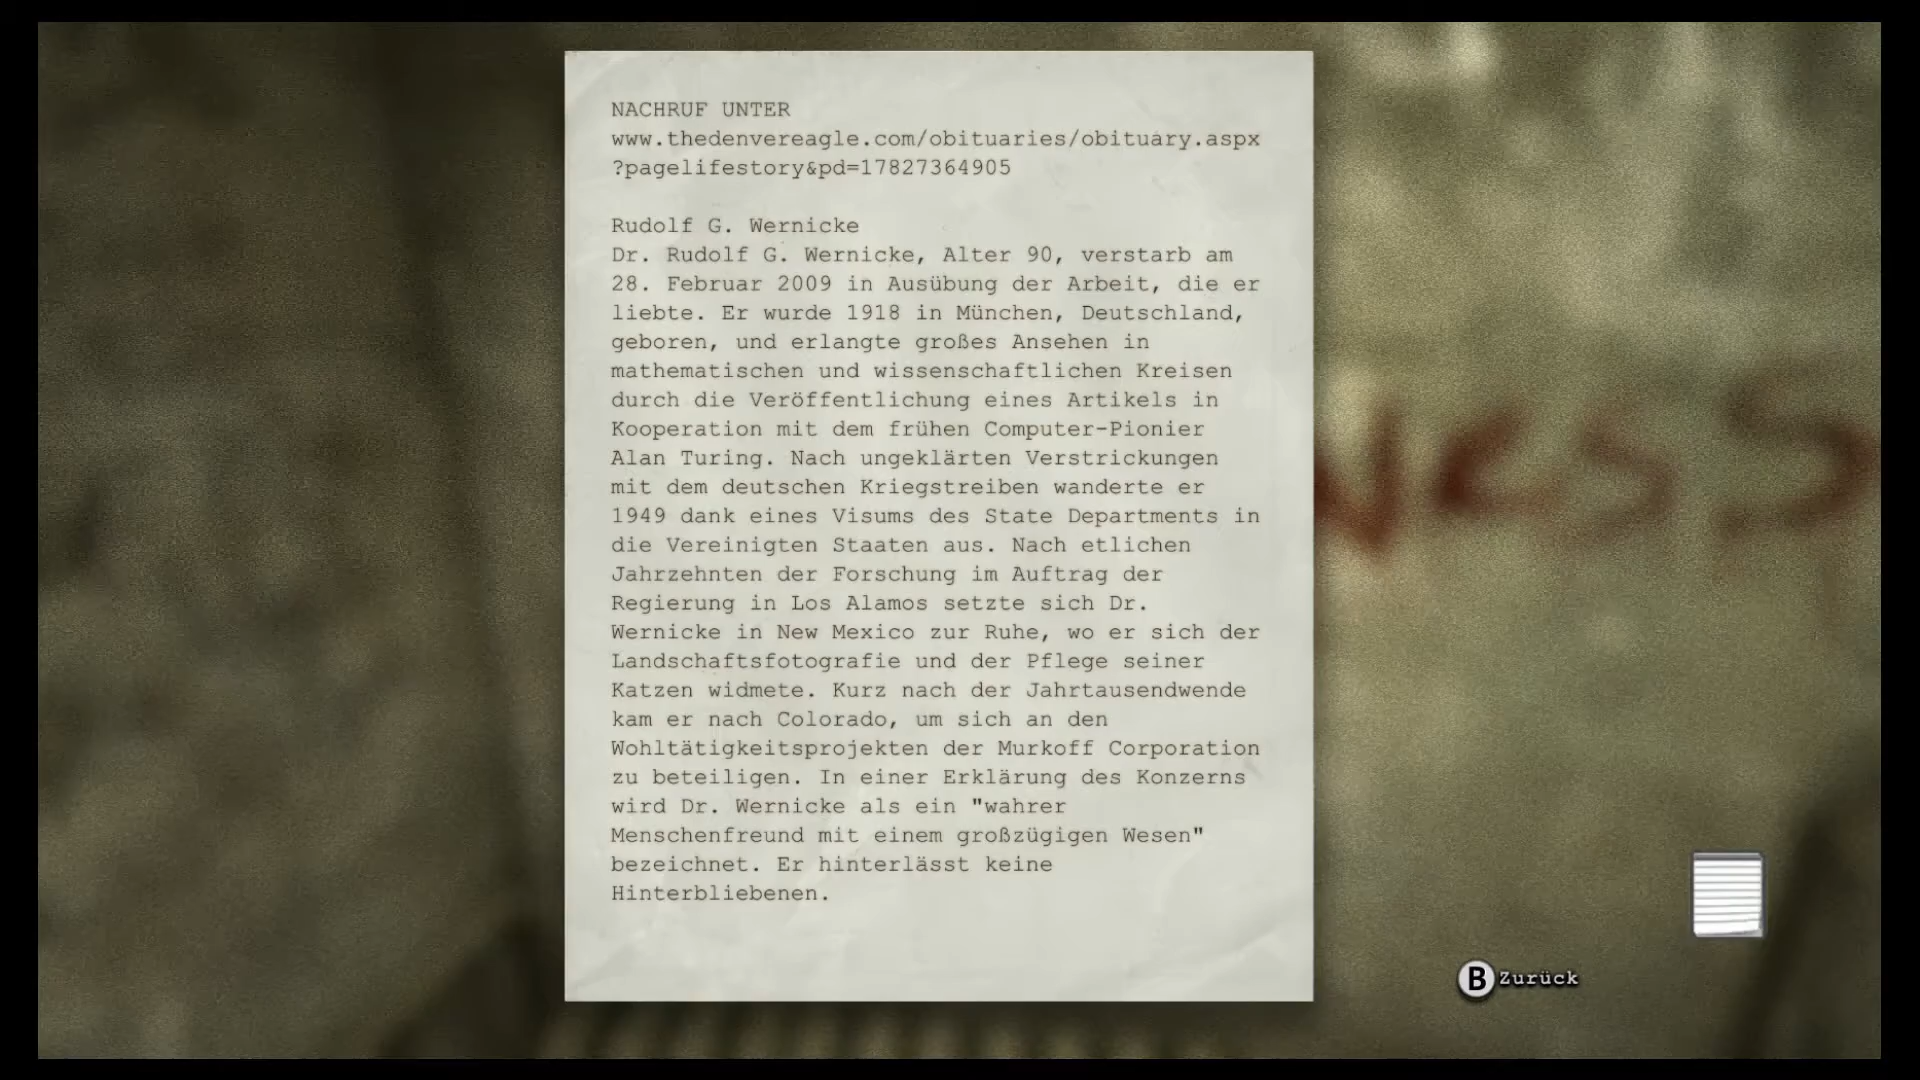 NACHRUF UNTER
www.thedenvereagle.com/obituaries/obituary.aspx
?pagelifestory&pd=17827364905
Rudolf G. Wernicke
Dr. Rudolf G. Wernicke, Alter 90, verstarb am
28. Februar 2009 in Ausübung der Arbeit, die er
liebte. Er wurde 1918 in München, Deutschland,
geboren, und erlangte großes Ansehen in
mathematischen und wissenschaftlichen Kreisen
durch die Veröffentlichung eines Artikels in
Kooperation mit dem frühen Computer-Pionier
Alan Turing. Nach ungeklärten Verstrickungen
mit dem deutschen Kriegstreiben wanderte er
1949 dank eines Visums des State Departments in
die Vereinigten Staaten aus. Nach etlichen
Jahrzehnten der Forschung im Auftrag der
Regierung in Los Alamos setzte sich Dr.
Wernicke in New Mexico zur Ruhe, wo er sich der
Landschaftsfotografie und der Pflege seiner
Katzen widmete. Kurz nach der Jahrtausendwende
kam er nach Colorado, um sich an den
Wohltätigkeitsprojekten der Murkoff Corporation
zu beteiligen. In einer Erklärung des Konzerns
wird Dr. Wernicke als ein "wahrer
Menschenfreund mit einem großzügigen Wesen"
bezeichnet. Er hinterlässt keine
Hinterbliebenen.
B Zurück